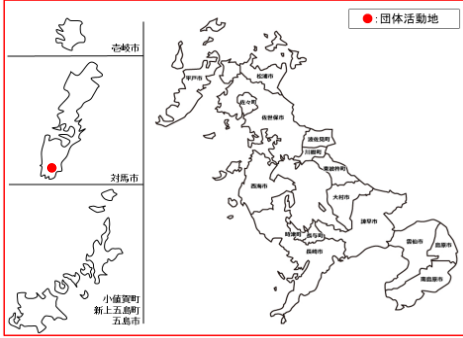 ●:団体活動地
壱岐市
対馬市
小値賀町
新上五島町
五島市
平戸市
松浦市
佐々町
佐世保市
波佐見町
川棚町
東彼杵町
西海市
大村市
諫早市
時津町
長与町
長崎市
雲仙市
島原市
南島原市